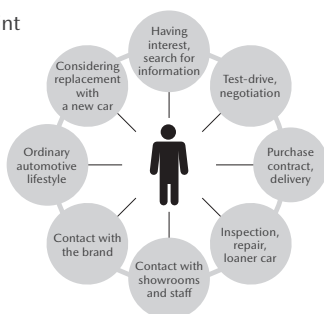 nt
Having
interest,
search for
information
Test-drive,
negotiation
Purchase
contract,
delivery
Inspection,
repair,
loaner car
Contact with
showrooms
and staff
Contact with
the brand
Ordinary
automotive
lifestyle
Considering
replacement
with
a new car